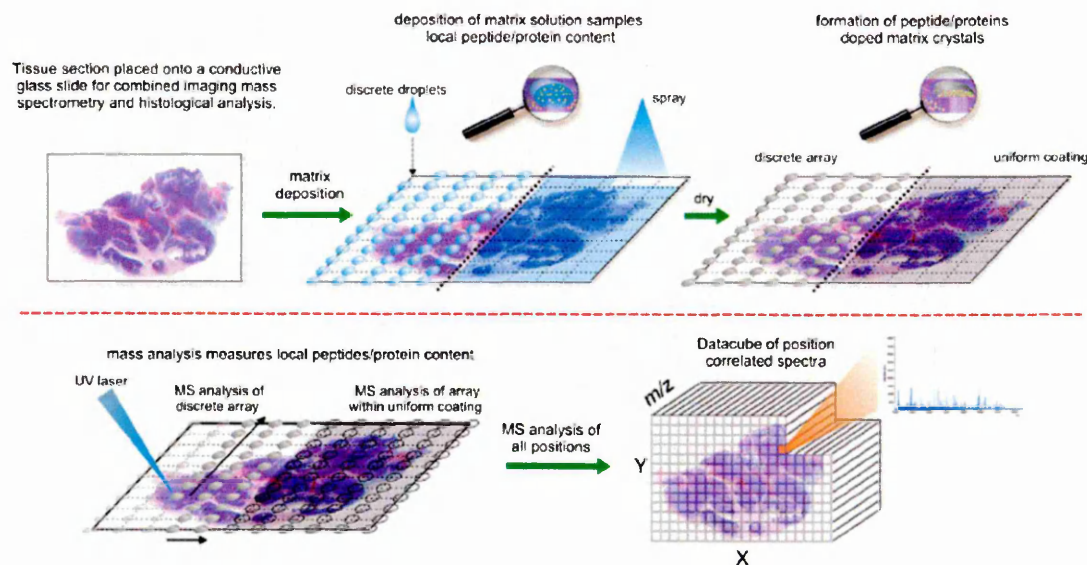 deposition of matrix solution samples
local peptide/protein content
formation of peptide/proteins
doped matrix crystals
Tissue section placed onto a conductive
glass slide for combined imaging mass
spectrometry and histological analysis.
discrete droplets
spray
matrix
deposition
dry
discrete array
uniform coating
mass analysis measures local peptides/protein content
UV laser
MS analysis of
discrete array
MS analysis of array
within uniform coating
MS analysis of
all positions
Datacube of position
correlated spectra
m/z
Y
X